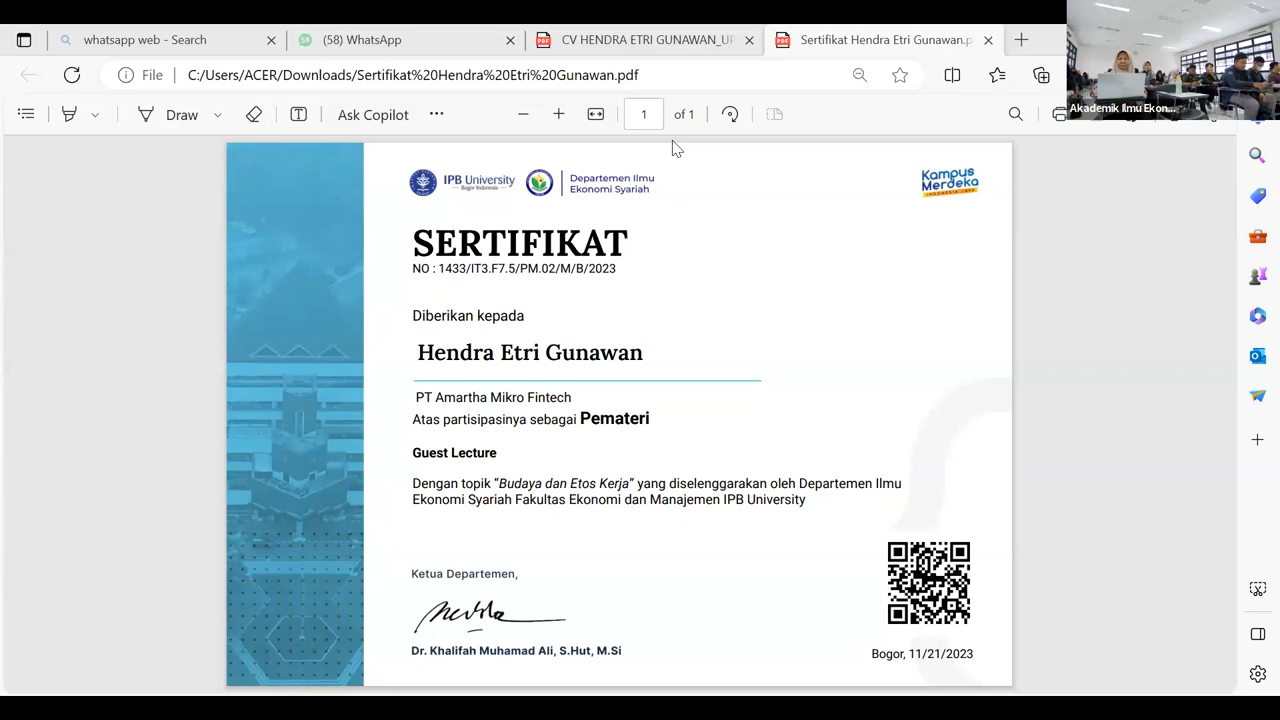 whatsapp web - Search
(58) WhatsApp
CV HENDRA ETRI GUNAWAN_UP
Sertifikat Hendra Etri Gunawan.p
File
C:/Users/ACER/Downloads/Sertifikat%20Hendra%20Etri%20Gunawan.pdf
Akademik Ilmu Ekon...
Draw
Ask Copilot
1
of 1
IPB University
Bogor Indonesia
Departemen Ilmu
Ekonomi Syariah
Kampus
Merdeka
INDONESIA JAYA
SERTIFIKAT
NO : 1433/IT3.F7.5/PM.02/M/B/2023
Diberikan kepada
Hendra Etri Gunawan
PT Amartha Mikro Fintech
Atas partisipasinya sebagai Pemateri
Guest Lecture
Dengan topik “Budaya dan Etos Kerja” yang diselenggarakan oleh Departemen Ilmu
Ekonomi Syariah Fakultas Ekonomi dan Manajemen IPB University
Ketua Departemen,
Dr. Khalifah Muhamad Ali, S.Hut, M.Si
Bogor, 11/21/2023